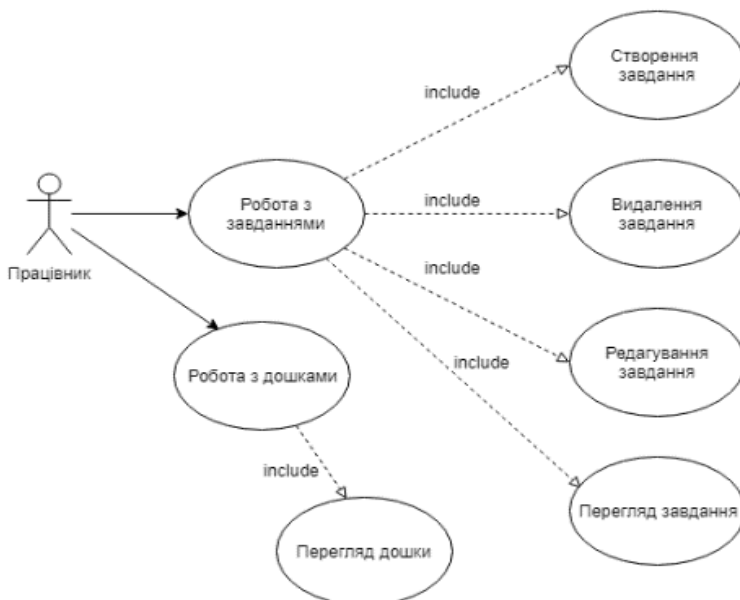 Створення
завдання
include
Робота з
завданнями
include
Видалення
завдання
Працівник
include
Редагування
завдання
include
Робота з дошками
include
Перегляд завдання
Перегляд дошки